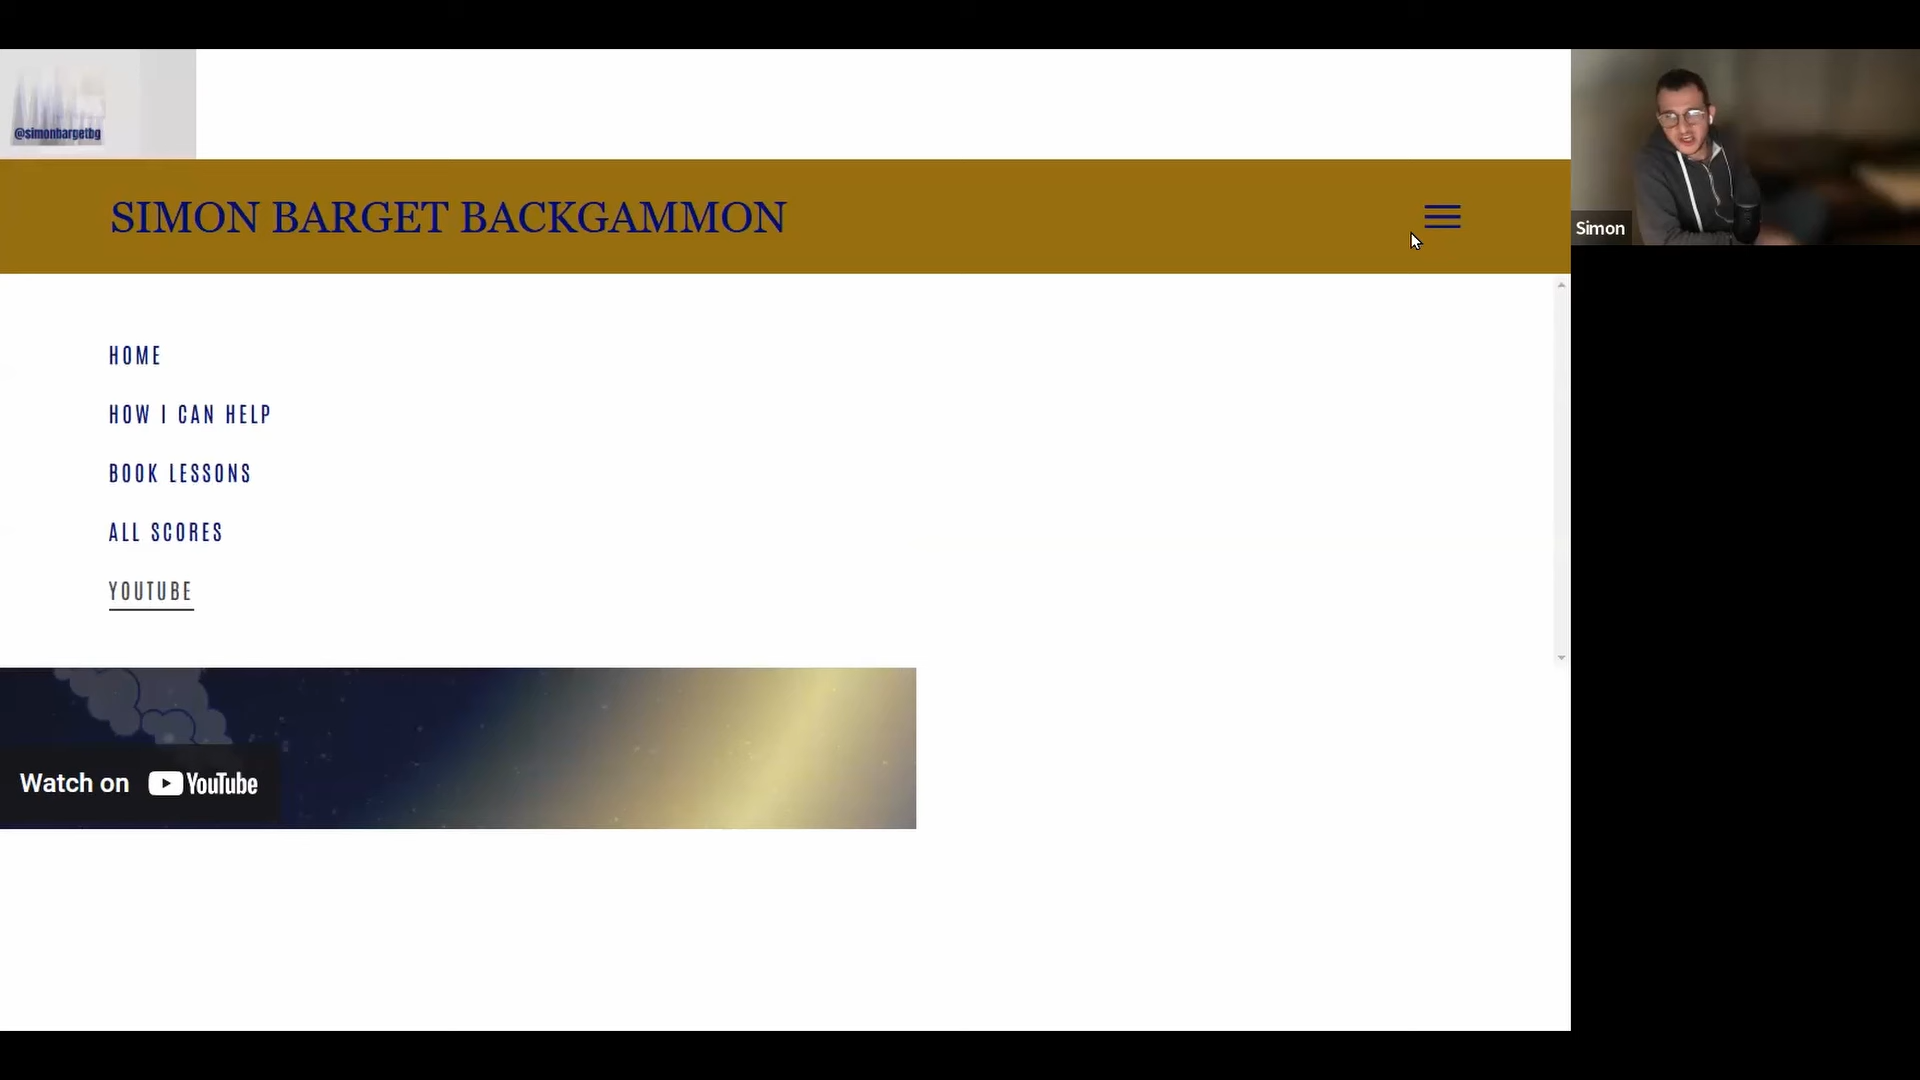 @simonbargetbg
SIMON BARGET BACKGAMMON
Simon
HOME
HOW I CAN HELP
BOOK LESSONS
ALL SCORES
YOUTUBE
Watch on YouTube